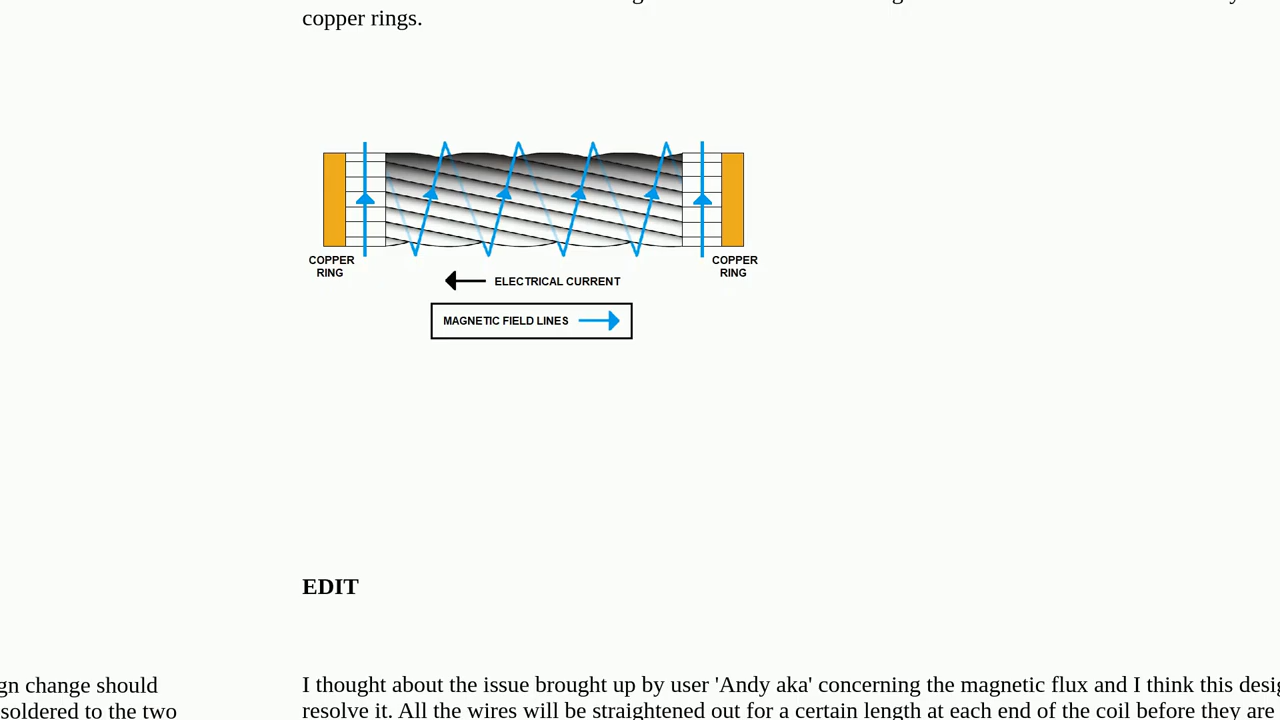 copper rings.
COPPER
RING
COPPER
RING
ELECTRICAL CURRENT
MAGNETIC FIELD LINES
EDIT
gn change should
soldered to the two
I thought about the issue brought up by user 'Andy aka' concerning the magnetic flux and I think this desig
resolve it. All the wires will be straightened out for a certain length at each end of the coil before they are